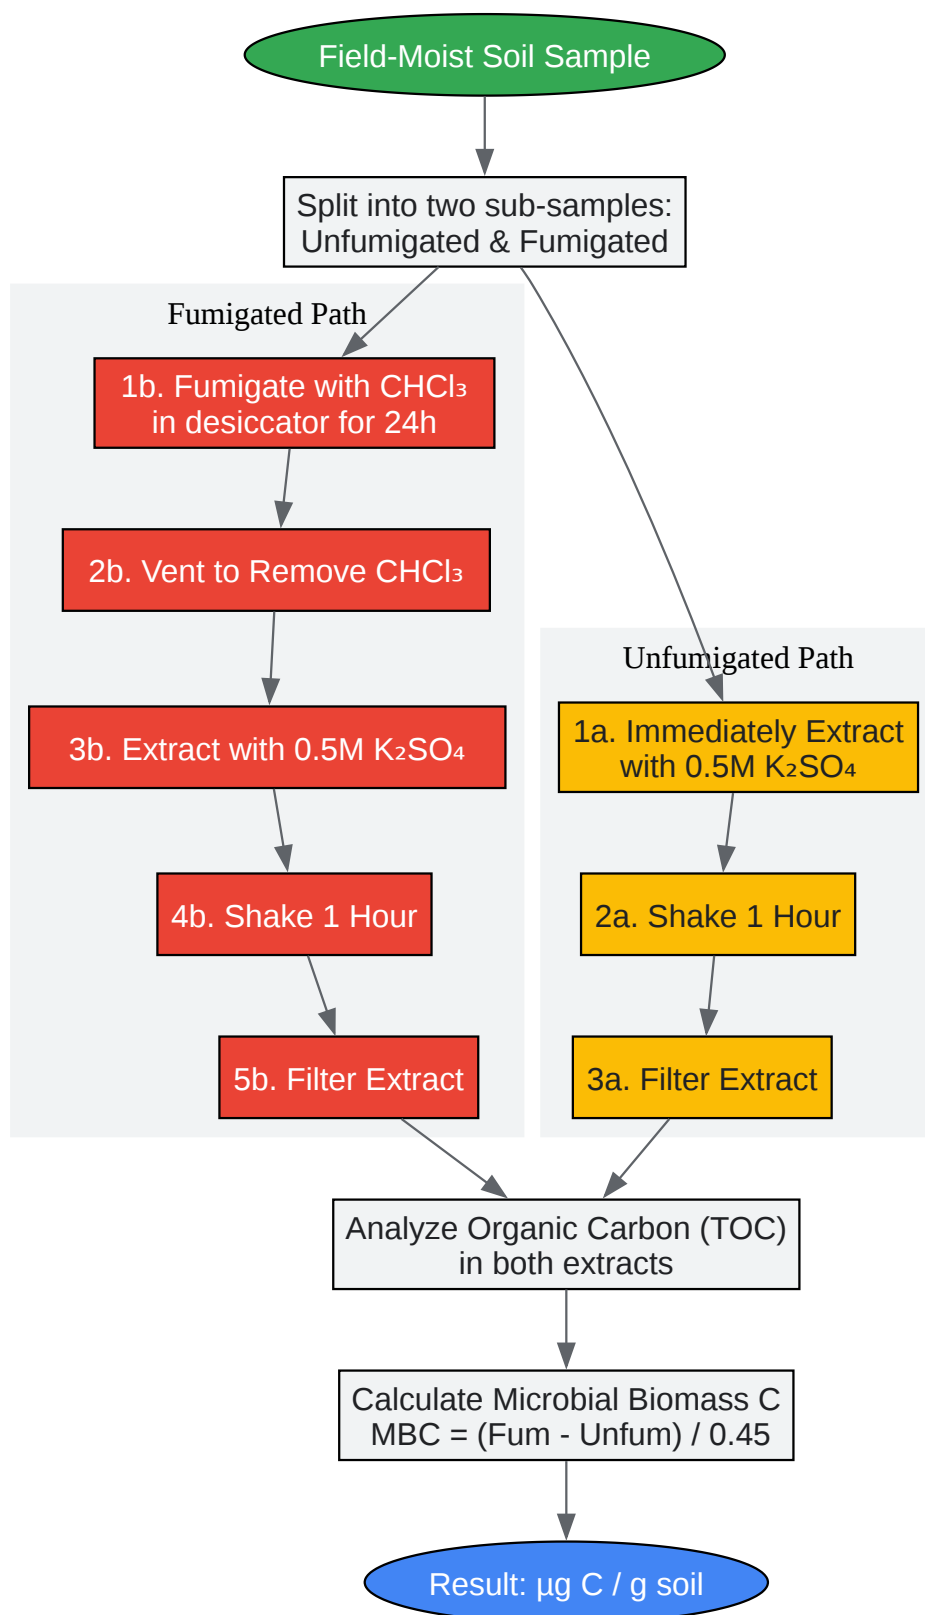 Field-Moist Soil Sample
Split into two sub-samples:
Unfumigated & Fumigated
Fumigated Path
1b. Fumigate with CHCl₃
in desiccator for 24h
2b. Vent to Remove CHCl₃
3b. Extract with 0.5M K₂SO₄
4b. Shake 1 Hour
5b. Filter Extract
Unfumigated Path
1a. Immediately Extract
with 0.5M K₂SO₄
2a. Shake 1 Hour
3a. Filter Extract
Analyze Organic Carbon (TOC)
in both extracts
Calculate Microbial Biomass C
MBC = (Fum - Unfum) / 0.45
Result: µg C / g soil